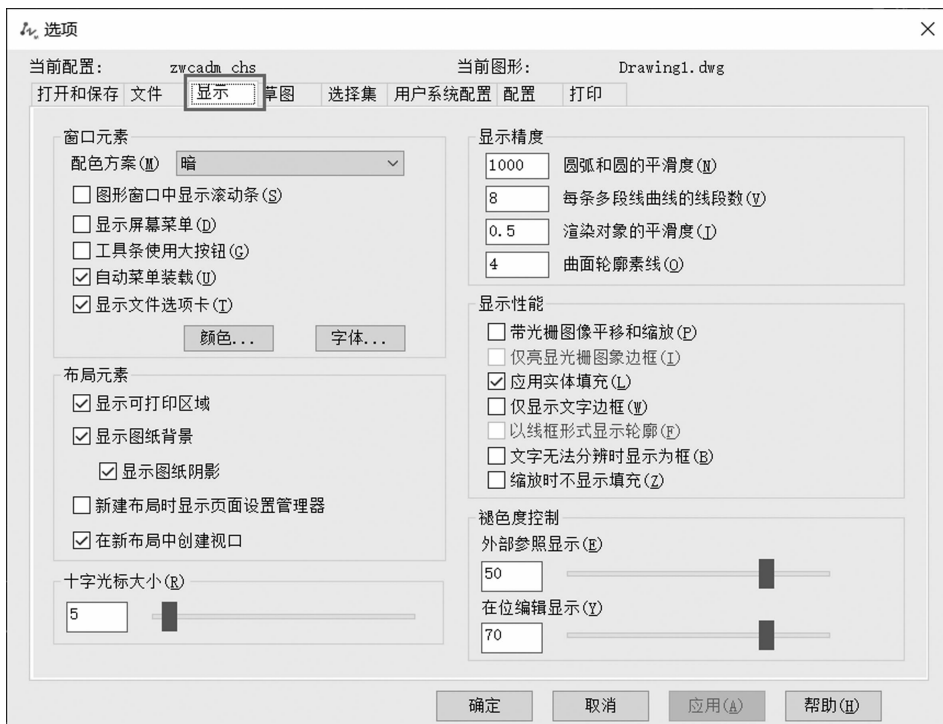 选项
当前配置: zwcadm chs 当前图形: Drawing1.dwg
打开和保存 文件 显示 草图 选择集 用户系统配置 配置 打印
窗口元素
配色方案(M) 暗
图形窗口中显示滚动条(S)
显示屏幕菜单(D)
工具条使用大按钮(G)
自动菜单装载(U)
显示文件选项卡(T)
颜色... 字体...
布局元素
显示可打印区域
显示图纸背景
显示图纸阴影
新建布局时显示页面设置管理器
在新布局中创建视口
十字光标大小(R)
5
显示精度
1000 圆弧和圆的平滑度(N)
8 每条多段线曲线的线段数(V)
0.5 渲染对象的平滑度(J)
4 曲面轮廓素线(O)
显示性能
带光栅图像平移和缩放(P)
仅亮显光栅图象边框(I)
应用实体填充(L)
仅显示文字边框(W)
以线框形式显示轮廓(F)
文字无法分辨时显示为框(B)
缩放时不显示填充(Z)
褪色度控制
外部参照显示(E)
50
在位编辑显示(Y)
70
确定 取消 应用(A) 帮助(H)